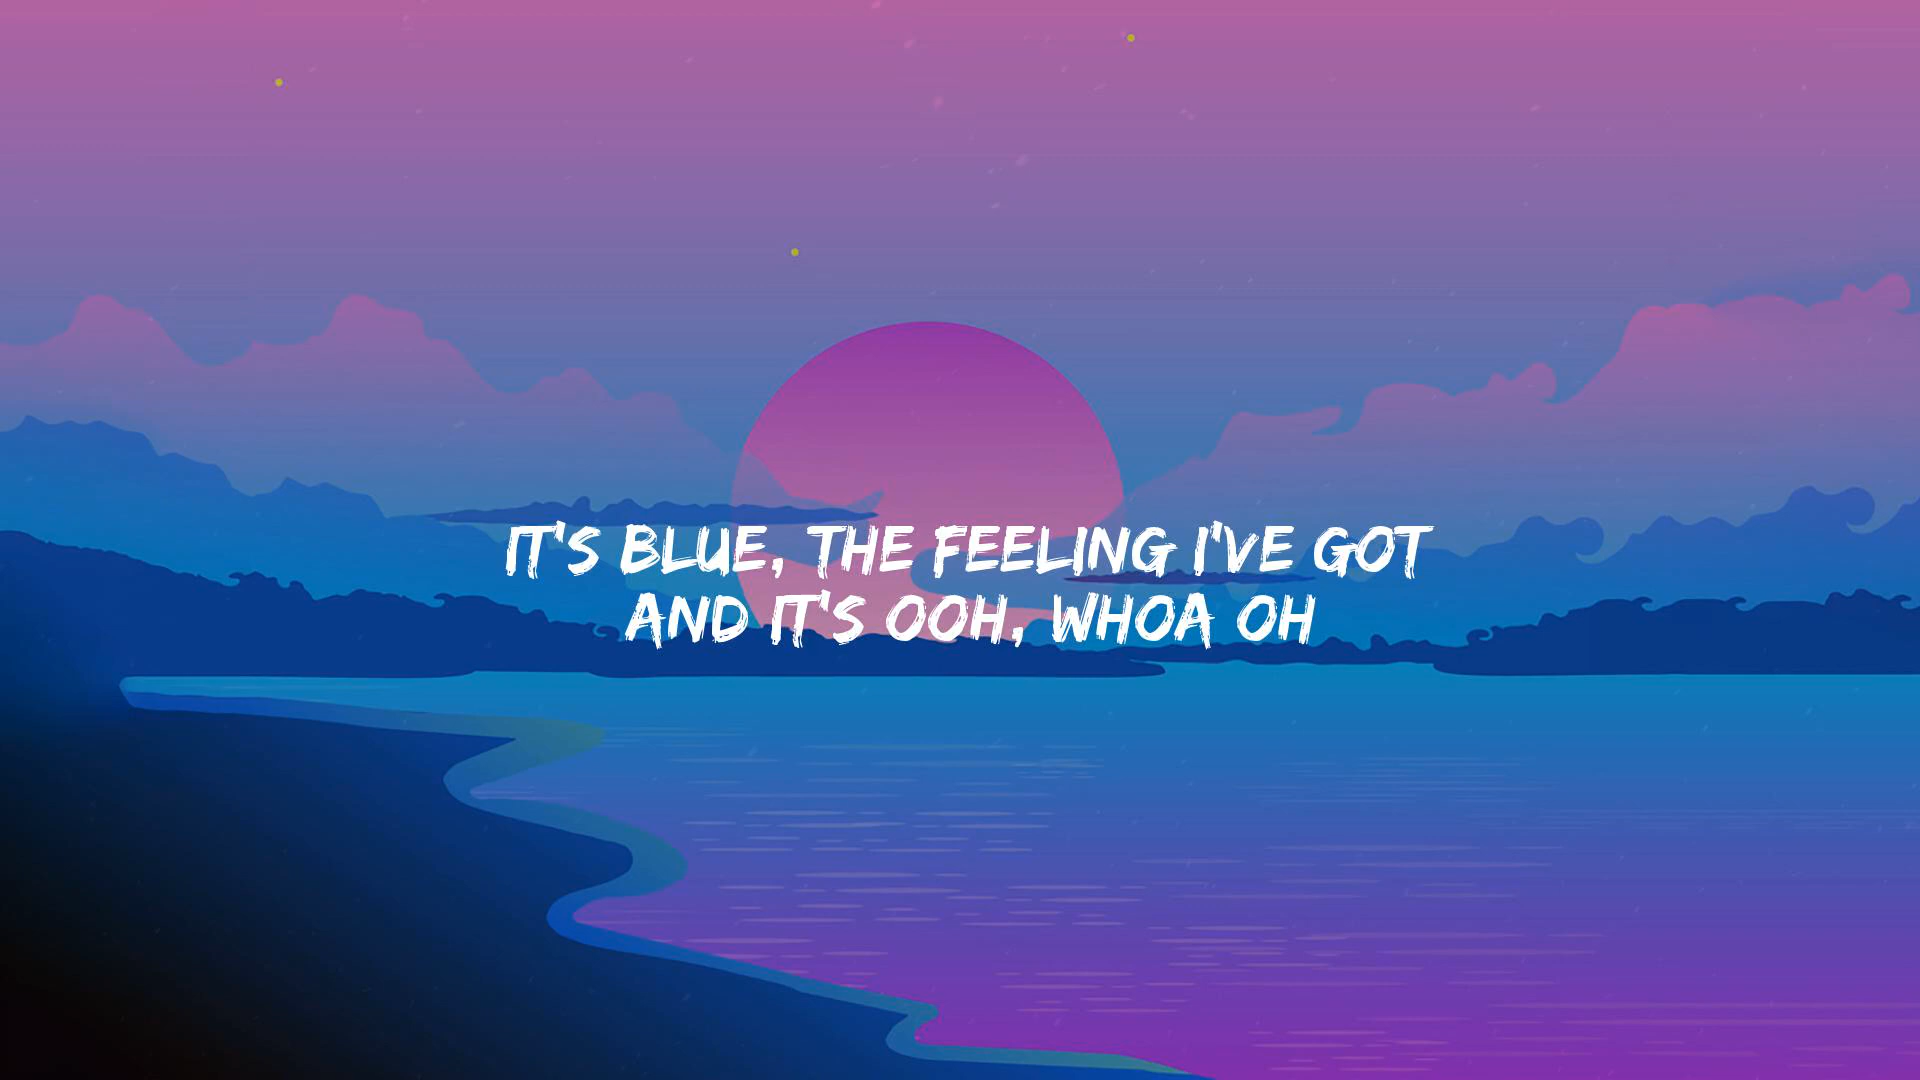 IT'S BLUE, THE FEELING I'VE GOT
AND IT'S OOH, WHOA OH